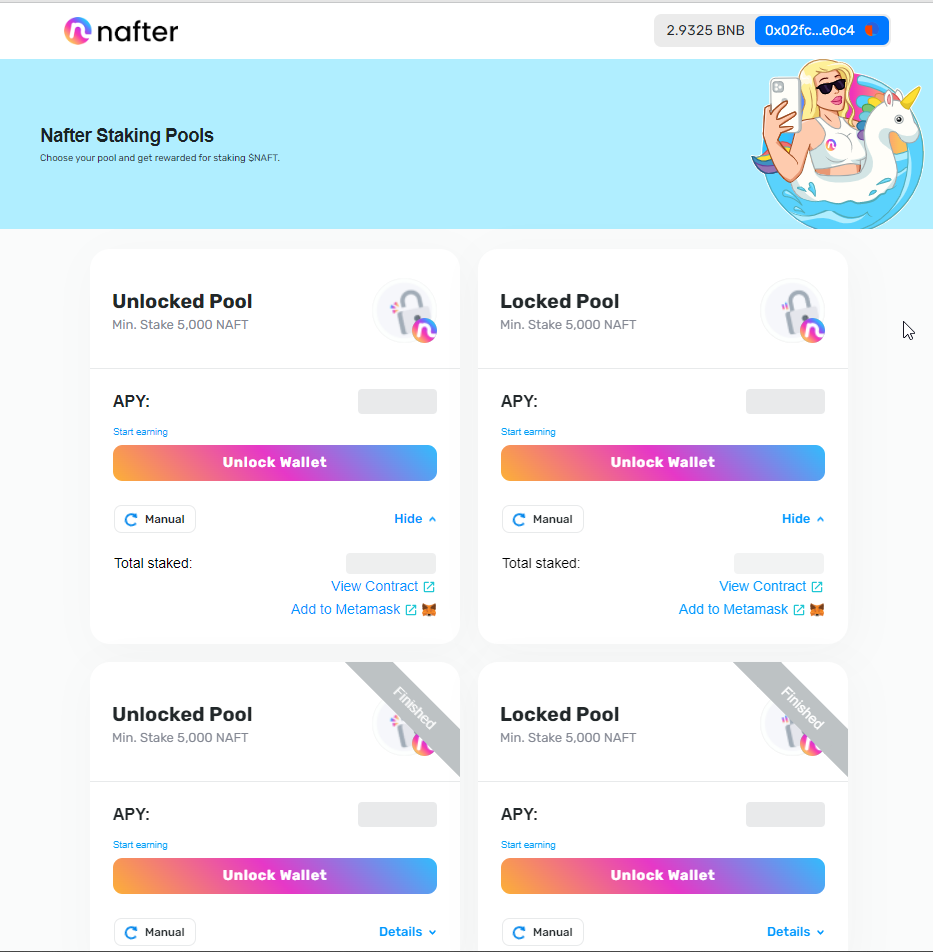 nafter
2.9325 BNB
0x02fc...e0c4
Nafter Staking Pools
Choose your pool and get rewarded for staking $NAFT.
Unlocked Pool
Min. Stake 5,000 NAFT
APY:
Start earning
Unlock Wallet
Manual
Hide
Total staked:
View Contract
Add to Metamask
Locked Pool
Min. Stake 5,000 NAFT
APY:
Start earning
Unlock Wallet
Manual
Hide
Total staked:
View Contract
Add to Metamask
Unlocked Pool
Min. Stake 5,000 NAFT
Finished
APY:
Start earning
Unlock Wallet
Manual
Details
Locked Pool
Min. Stake 5,000 NAFT
Finished
APY:
Start earning
Unlock Wallet
Manual
Details